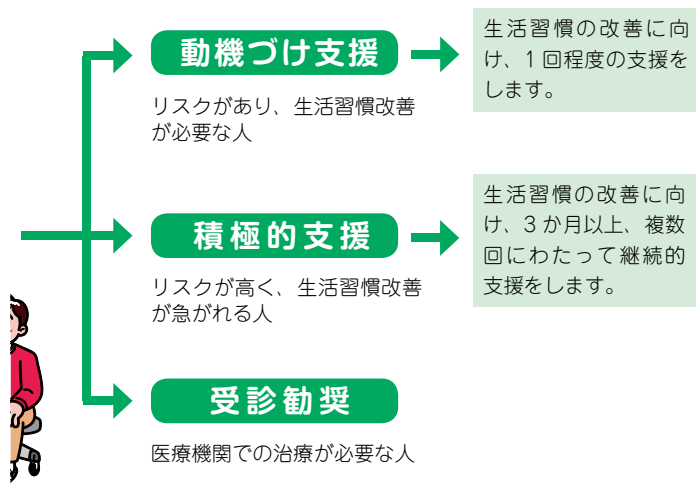 動機づけ支援
リスクがあり、生活習慣改善
が必要な人
生活習慣の改善に向
け、1回程度の支援を
します。
積極的支援
リスクが高く、生活習慣改善
が急がれる人
生活習慣の改善に向
け、3か月以上、複数
回にわたって継続的
支援をします。
受診勧奨
医療機関での治療が必要な人